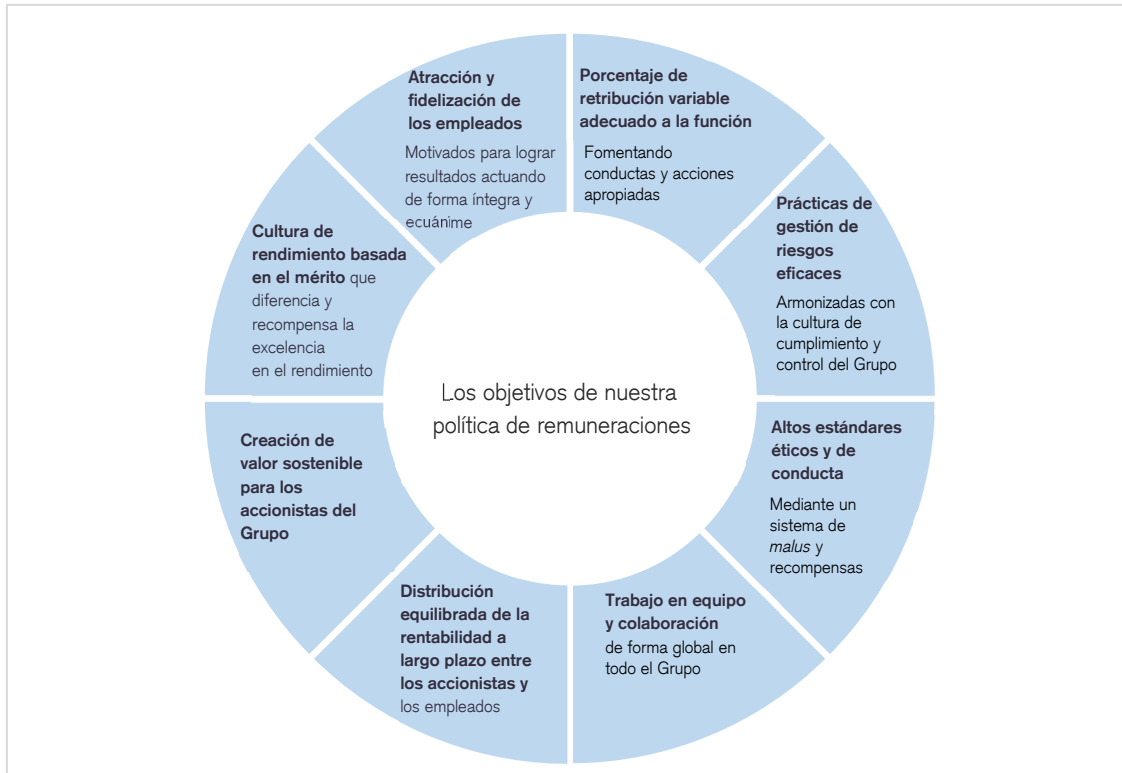 Atracción y
fidelización de
los empleados
Motivados para lograr
resultados actuando
de forma íntegra y
ecuánime
Porcentaje de
retribución variable
adecuado a la función
Fomentando
conductas y acciones
apropiadas
Prácticas de
gestión de
riesgos
eficaces
Armonizadas con
la cultura de
cumplimiento y
control del Grupo
Altos estándares
éticos y de
conducta
Mediante un
sistema de
malus y
recompensas
Trabajo en equipo
y colaboración
de forma global en
todo el Grupo
Distribución
equilibrada de la
rentabilidad a
largo plazo entre
los accionistas y
los empleados
Creación de
valor sostenible
para los
accionistas del
Grupo
Cultura de
rendimiento basada
en el mérito que
diferencia y
recompensa la
excelencia
en el rendimiento
Los objetivos de nuestra
política de remuneraciones